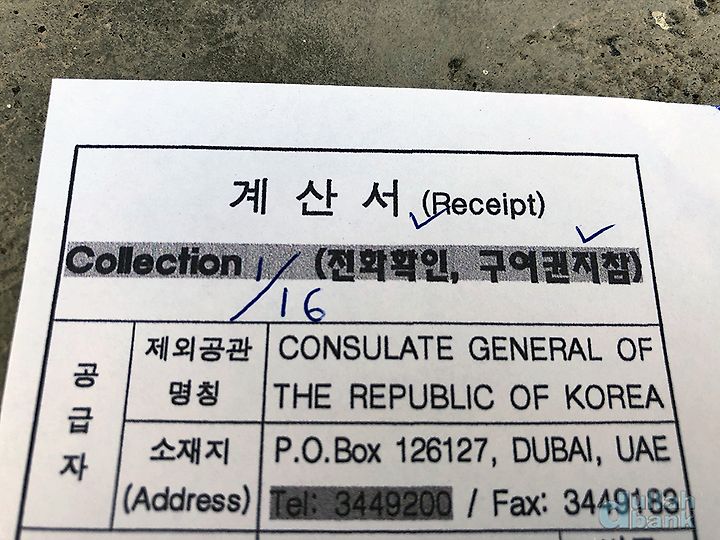 계 산 서 (Receipt)
Collection 1/16 (전화확인, 구여권지참)
공급자
제외공관 명칭
CONSULATE GENERAL OF
THE REPUBLIC OF KOREA
소재지
(Address)
P.O.Box 126127, DUBAI, UAE
Tel: 3449200 / Fax: 3449183
bank